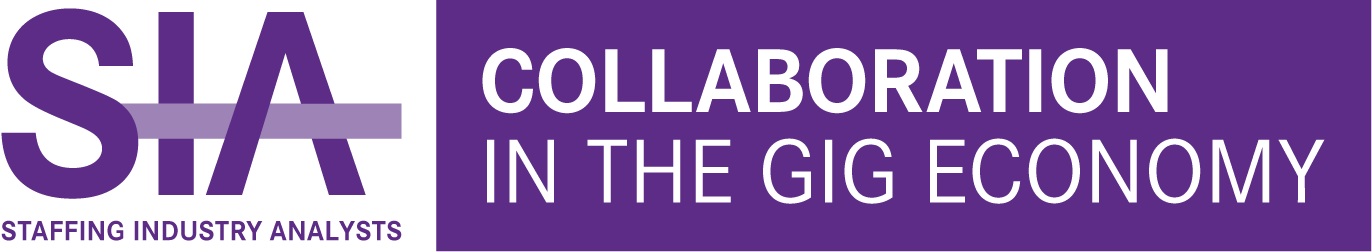 SIA
STAFFING INDUSTRY ANALYSTS
COLLABORATION
IN THE GIG ECONOMY